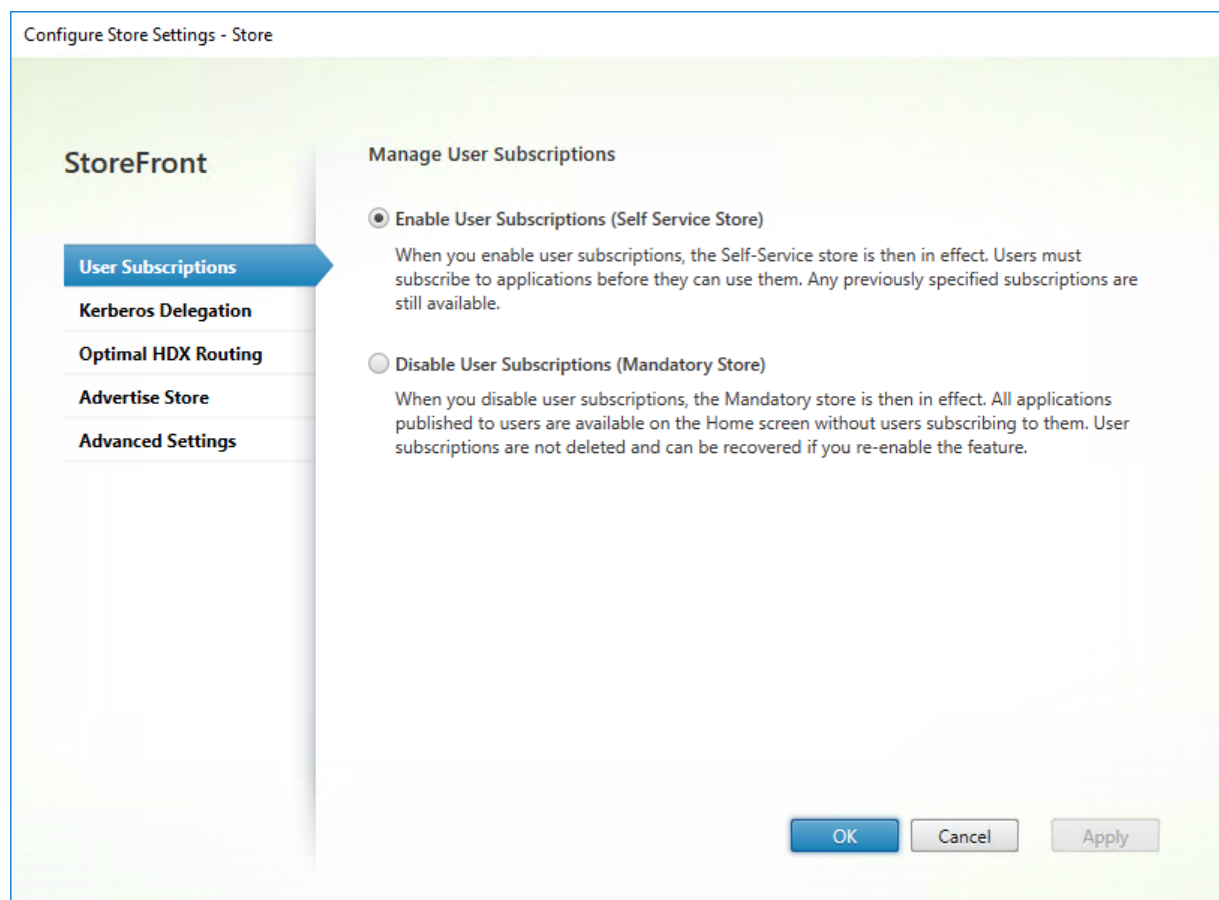 Configure Store Settings - Store
StoreFront
User Subscriptions
Kerberos Delegation
Optimal HDX Routing
Advertise Store
Advanced Settings
Manage User Subscriptions
Enable User Subscriptions (Self Service Store)
When you enable user subscriptions, the Self-Service store is then in effect. Users must
subscribe to applications before they can use them. Any previously specified subscriptions are
still available.
Disable User Subscriptions (Mandatory Store)
When you disable user subscriptions, the Mandatory store is then in effect. All applications
published to users are available on the Home screen without users subscribing to them. User
subscriptions are not deleted and can be recovered if you re-enable the feature.
OK
Cancel
Apply